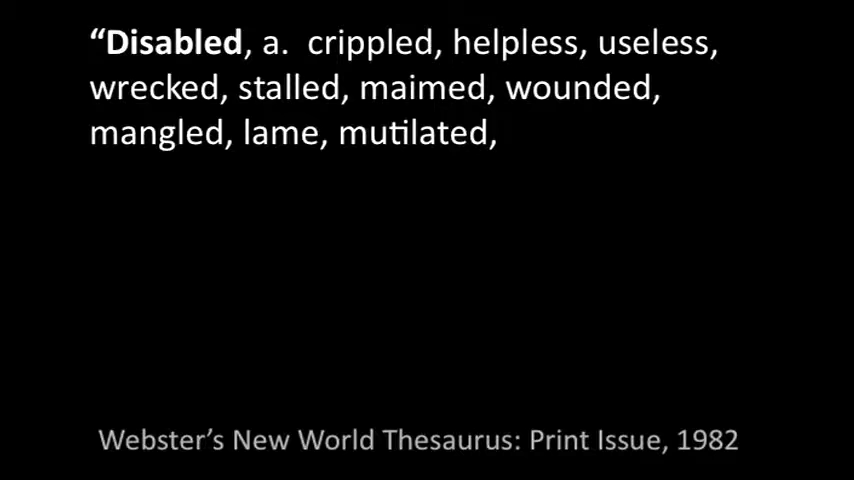 “Disabled, a.  crippled, helpless, useless,
wrecked, stalled, maimed, wounded,
mangled, lame, mutilated,
Webster’s New World Thesaurus: Print Issue, 1982